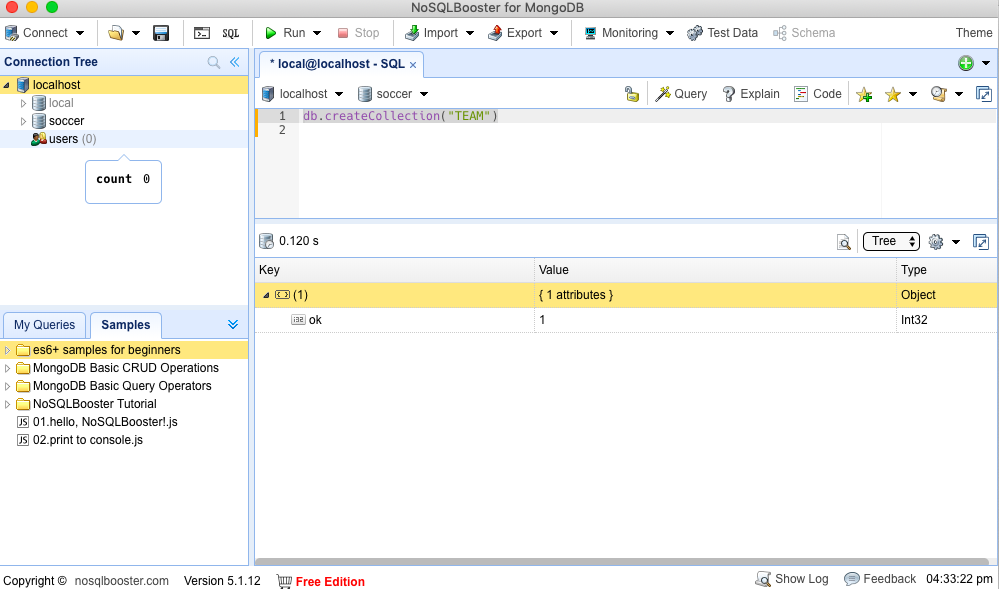 NoSQLBooster for MongoDB
Connect SQL Run Stop Import Export Monitoring Test Data Schema Theme
Connection Tree
localhost
local
soccer
users (0)
count 0
* local@localhost - SQL ×
localhost soccer Query Explain Code
1 db.createCollection("TEAM")
2
0.120 s Tree
Key Value Type
(1) { 1 attributes } Object
i32 ok 1 Int32
My Queries Samples
es6+ samples for beginners
MongoDB Basic CRUD Operations
MongoDB Basic Query Operators
NoSQLBooster Tutorial
JS 01.hello, NoSQLBooster!.js
JS 02.print to console.js
Copyright © nosqlbooster.com Version 5.1.12 Free Edition Show Log Feedback 04:33:22 pm